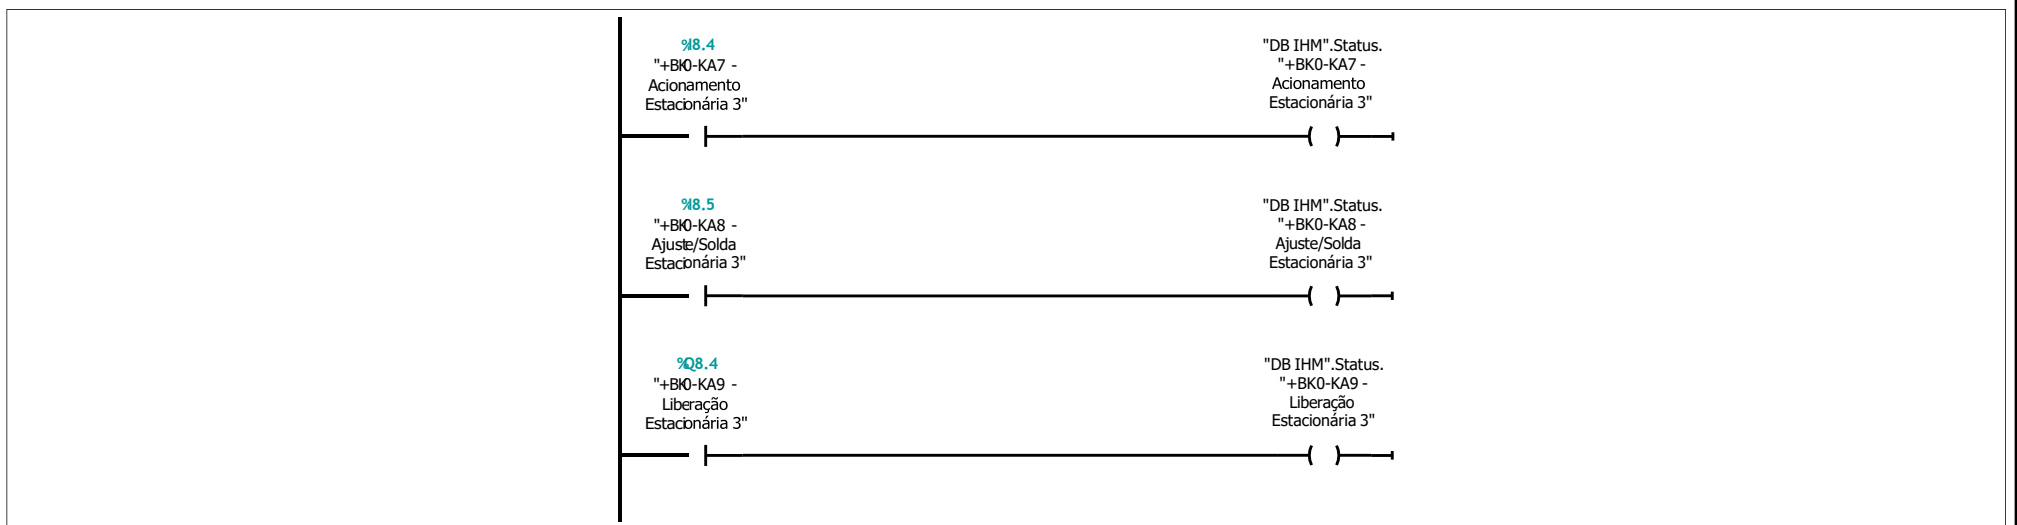 %I8.4
"+BK0-KA7 -
Acionamento
Estacionária 3"
"DB IHM".Status.
"+BK0-KA7 -
Acionamento
Estacionária 3"
%I8.5
"+BK0-KA8 -
Ajuste/Solda
Estacionária 3"
"DB IHM".Status.
"+BK0-KA8 -
Ajuste/Solda
Estacionária 3"
%Q8.4
"+BK0-KA9 -
Liberação
Estacionária 3"
"DB IHM".Status.
"+BK0-KA9 -
Liberação
Estacionária 3"